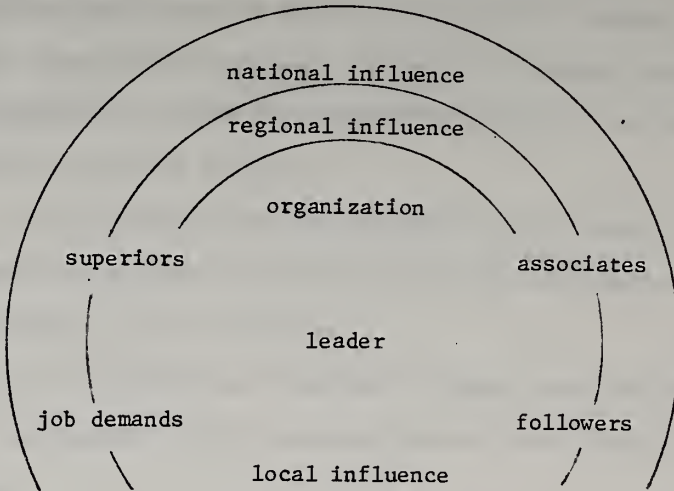 national influence
regional influence
organization
superiors
associates
leader
job demands
followers
local influence